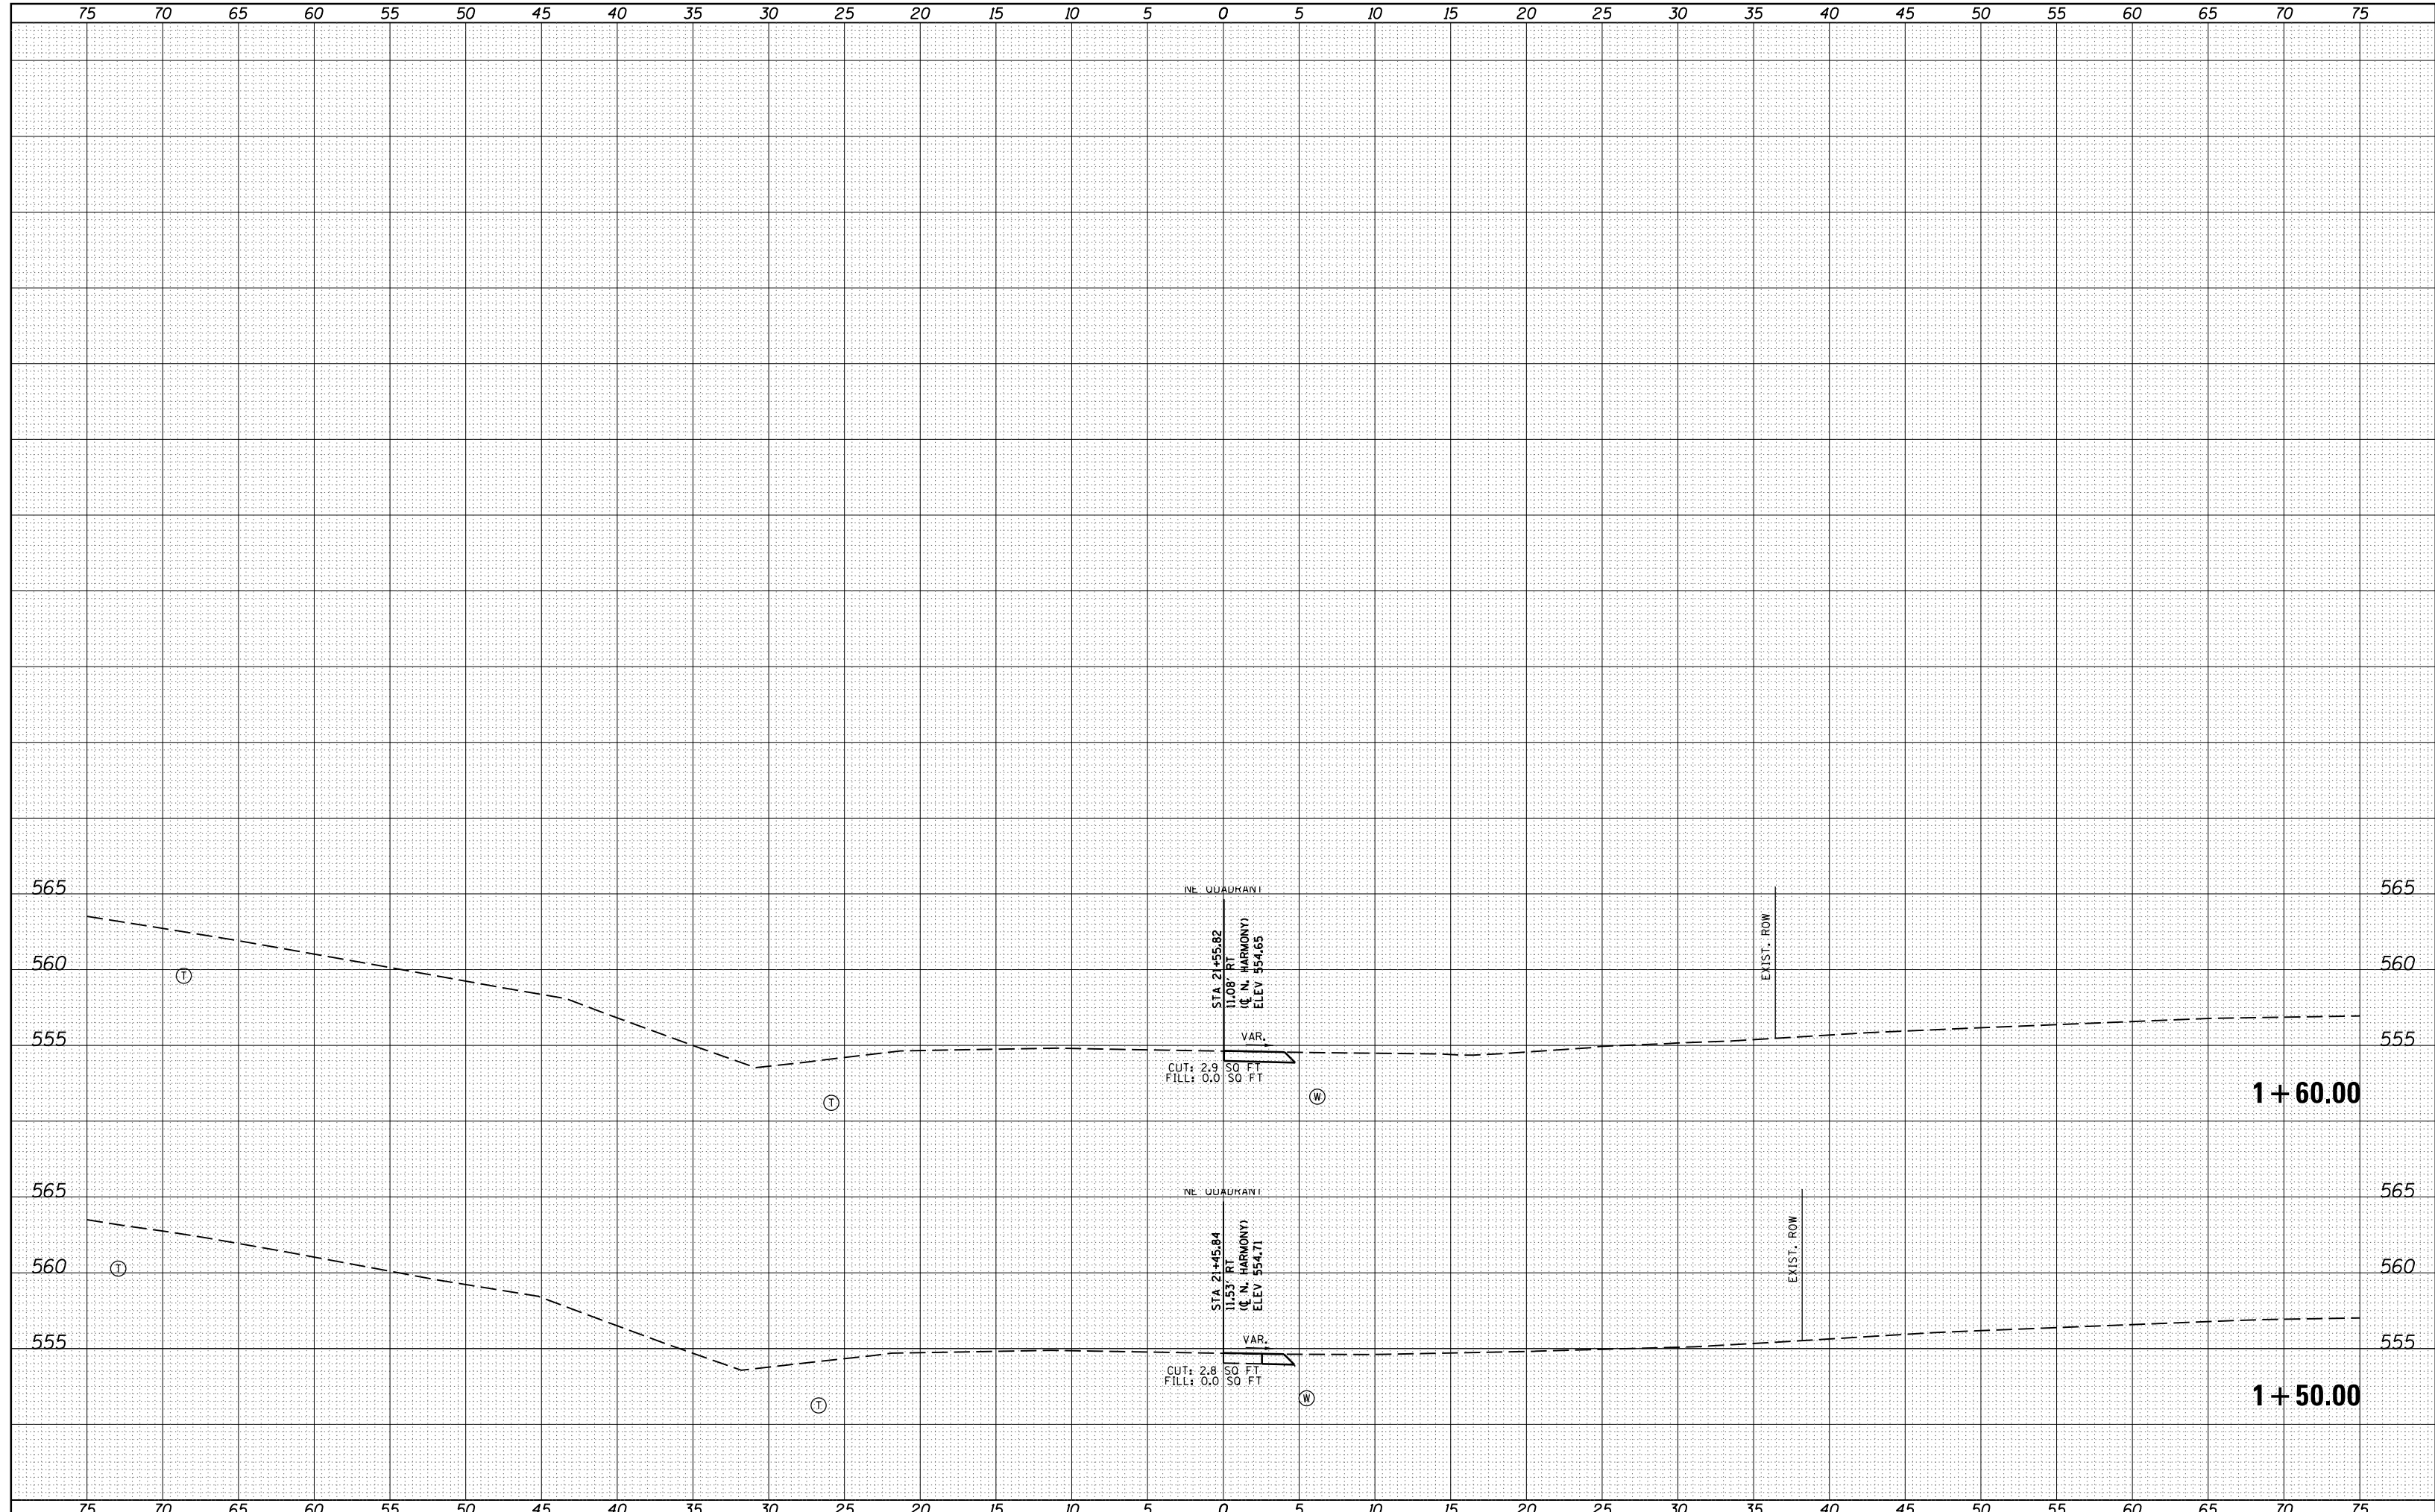 75 70 65 60 55 50 45 40 35 30 25 20 15 10 5 0 5 10 15 20 25 30 35 40 45 50 55 60 65 70 75
565 NE QUADRANT 565
STA 21+55.82
11.08' RT
(℄ N. HARMONY)
ELEV 554.65
EXIST. ROW
560 560
T
555 VAR. 555
CUT: 2.9 SQ FT
FILL: 0.0 SQ FT
T W
1+60.00
565 NE QUADRANT 565
STA 21+45.84
11.53' RT
(℄ N. HARMONY)
ELEV 554.71
EXIST. ROW
560 560
T
555 VAR. 555
CUT: 2.8 SQ FT
FILL: 0.0 SQ FT
T W
1+50.00
75 70 65 60 55 50 45 40 35 30 25 20 15 10 5 0 5 10 15 20 25 30 35 40 45 50 55 60 65 70 75